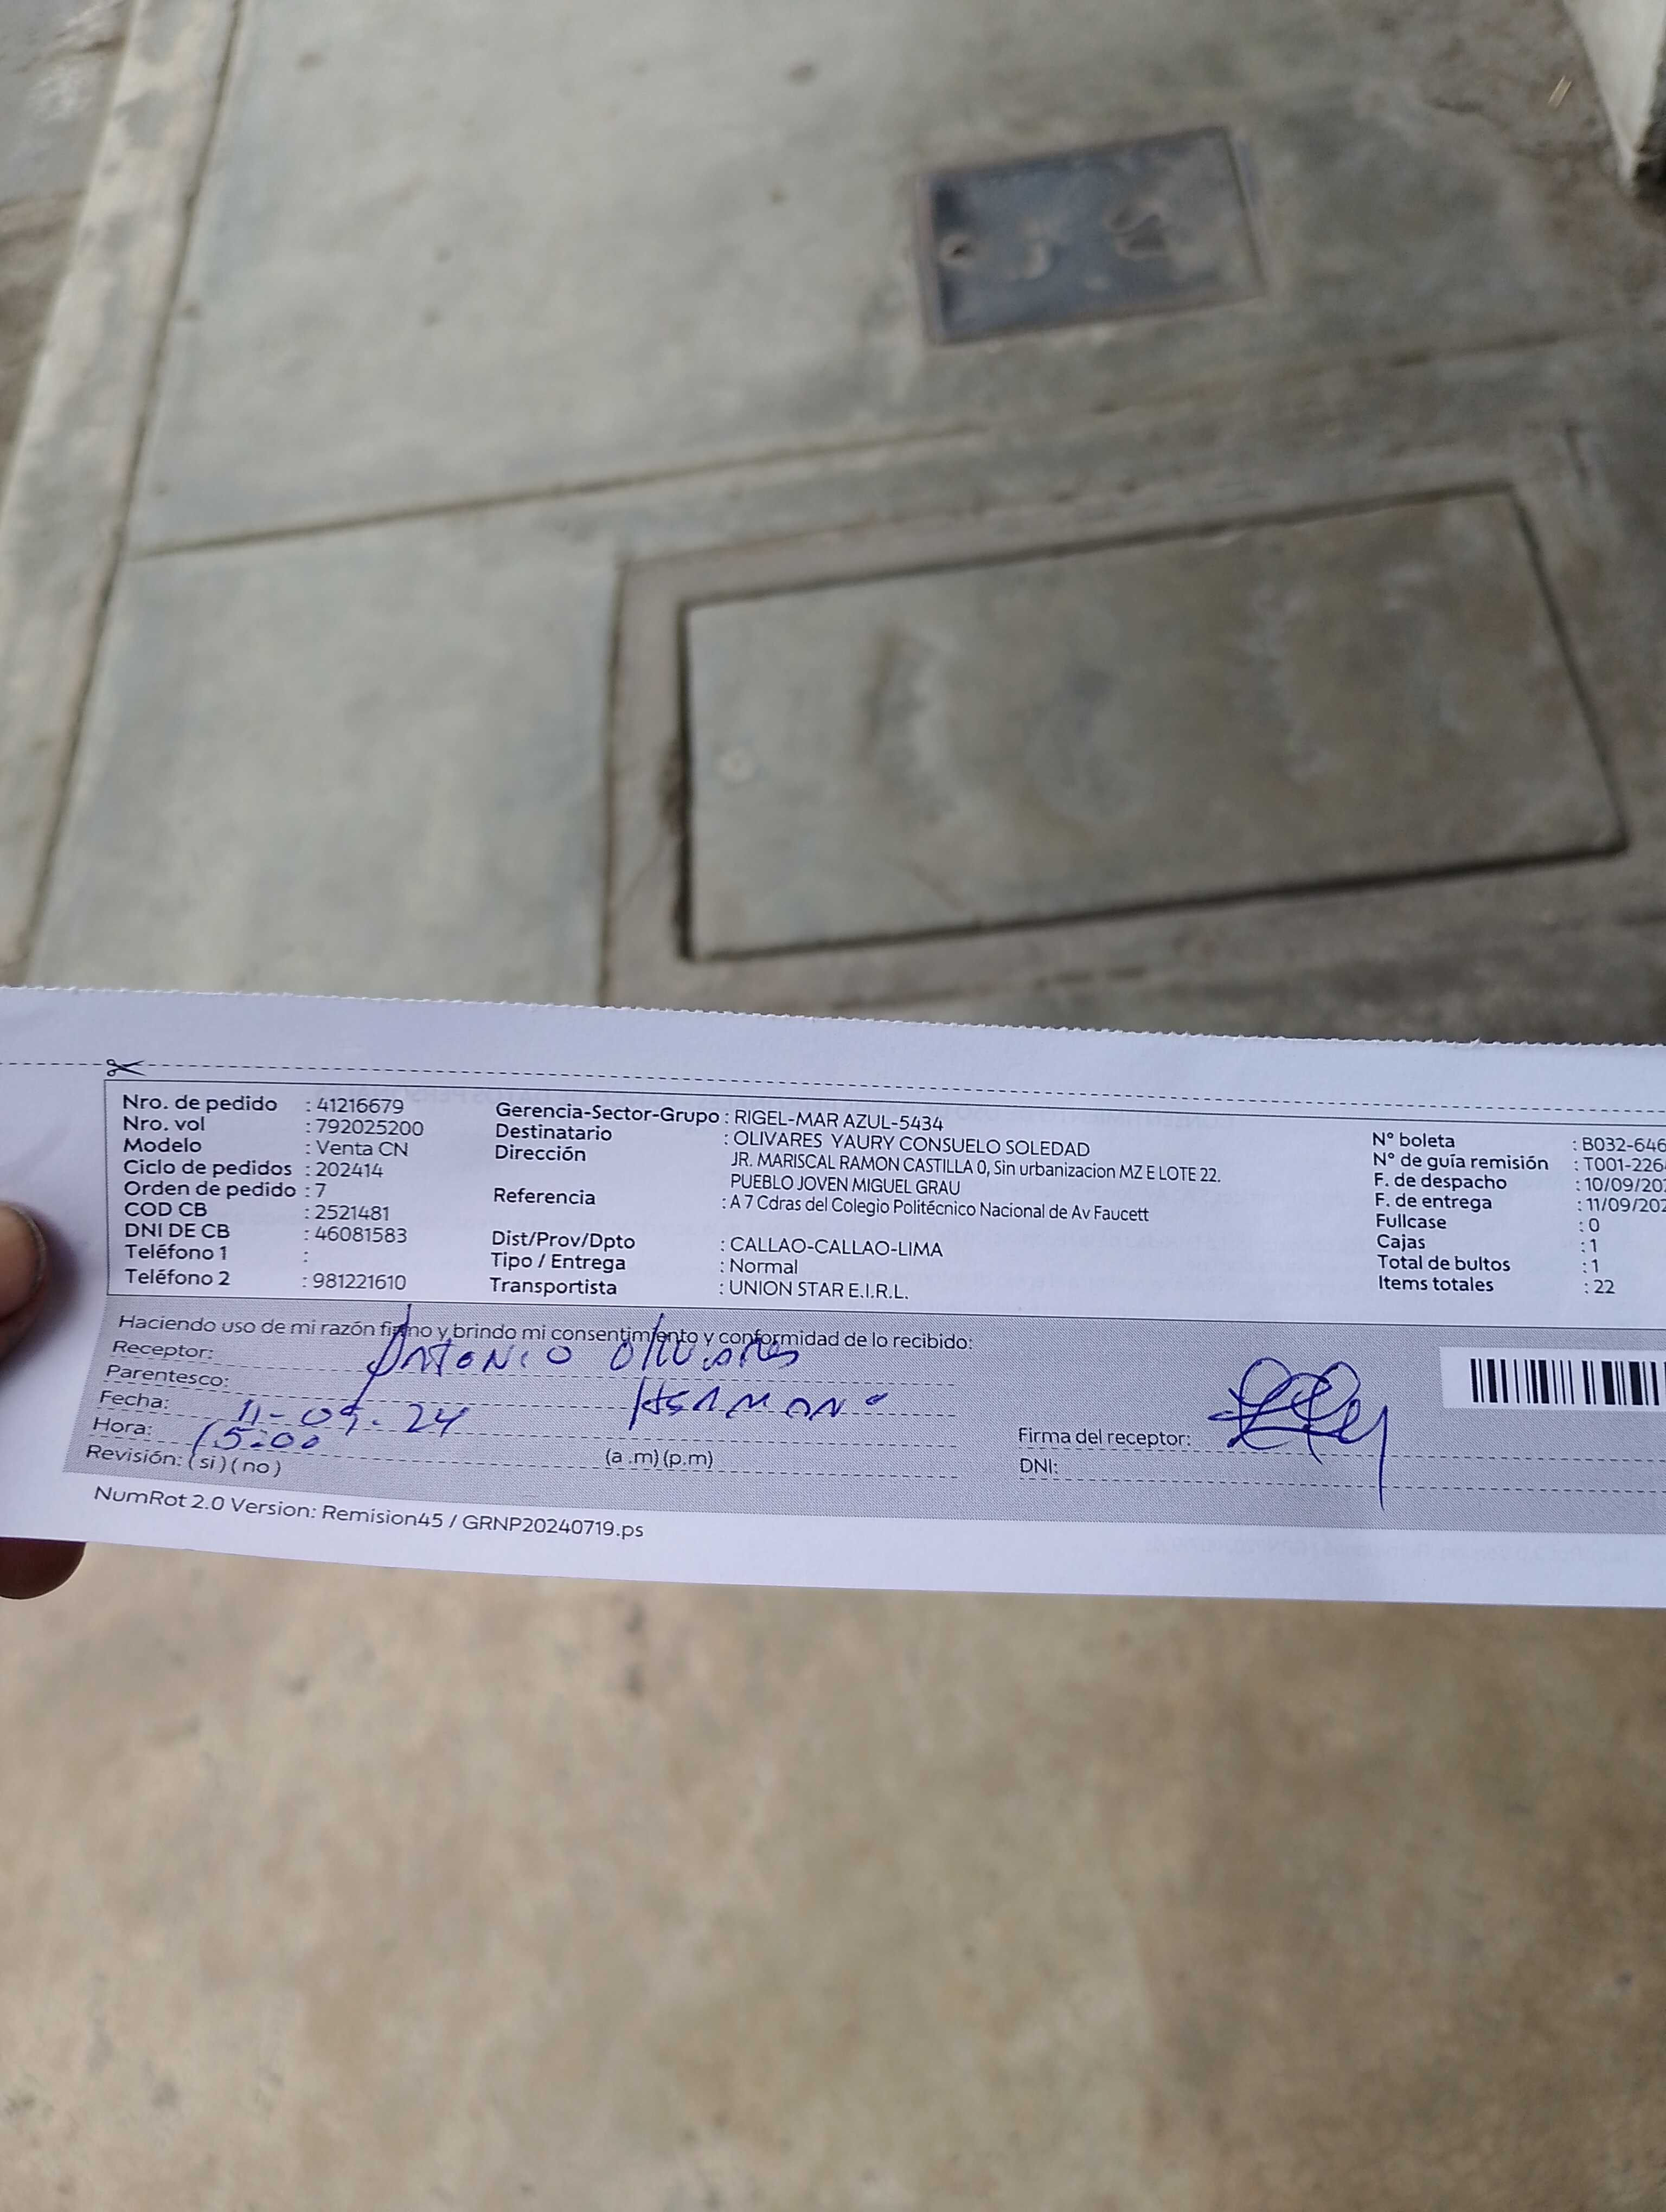 Nro. de pedido : 41216679
Nro. vol : 792025200
Modelo : Venta CN
Ciclo de pedidos : 202414
Orden de pedido : 7
COD CB : 2521481
DNI DE CB : 46081583
Teléfono 1 :
Teléfono 2 : 981221610
Gerencia-Sector-Grupo : RIGEL-MAR AZUL-5434
Destinatario : OLIVARES YAURY CONSUELO SOLEDAD
Dirección JR. MARISCAL RAMON CASTILLA 0, Sin urbanizacion MZ E LOTE 22.
PUEBLO JOVEN MIGUEL GRAU
Referencia : A 7 Cdras del Colegio Politécnico Nacional de Av Faucett
Dist/Prov/Dpto : CALLAO-CALLAO-LIMA
Tipo / Entrega : Normal
Transportista : UNION STAR E.I.R.L.
N° boleta : B032-646
N° de guía remisión : T001-226
F. de despacho : 10/09/20
F. de entrega : 11/09/202
Fullcase : 0
Cajas : 1
Total de bultos : 1
Items totales : 22
Haciendo uso de mi razón firmo y brindo mi consentimiento y conformidad de lo recibido:
Receptor: ANTONIO Olivares
Parentesco: HERMANO
Fecha: 11-09-24
Hora: 15:00 (a .m) (p.m)
Revisión: ( si ) ( no )
Firma del receptor:
DNI:
NumRot 2.0 Version: Remision45 / GRNP20240719.ps